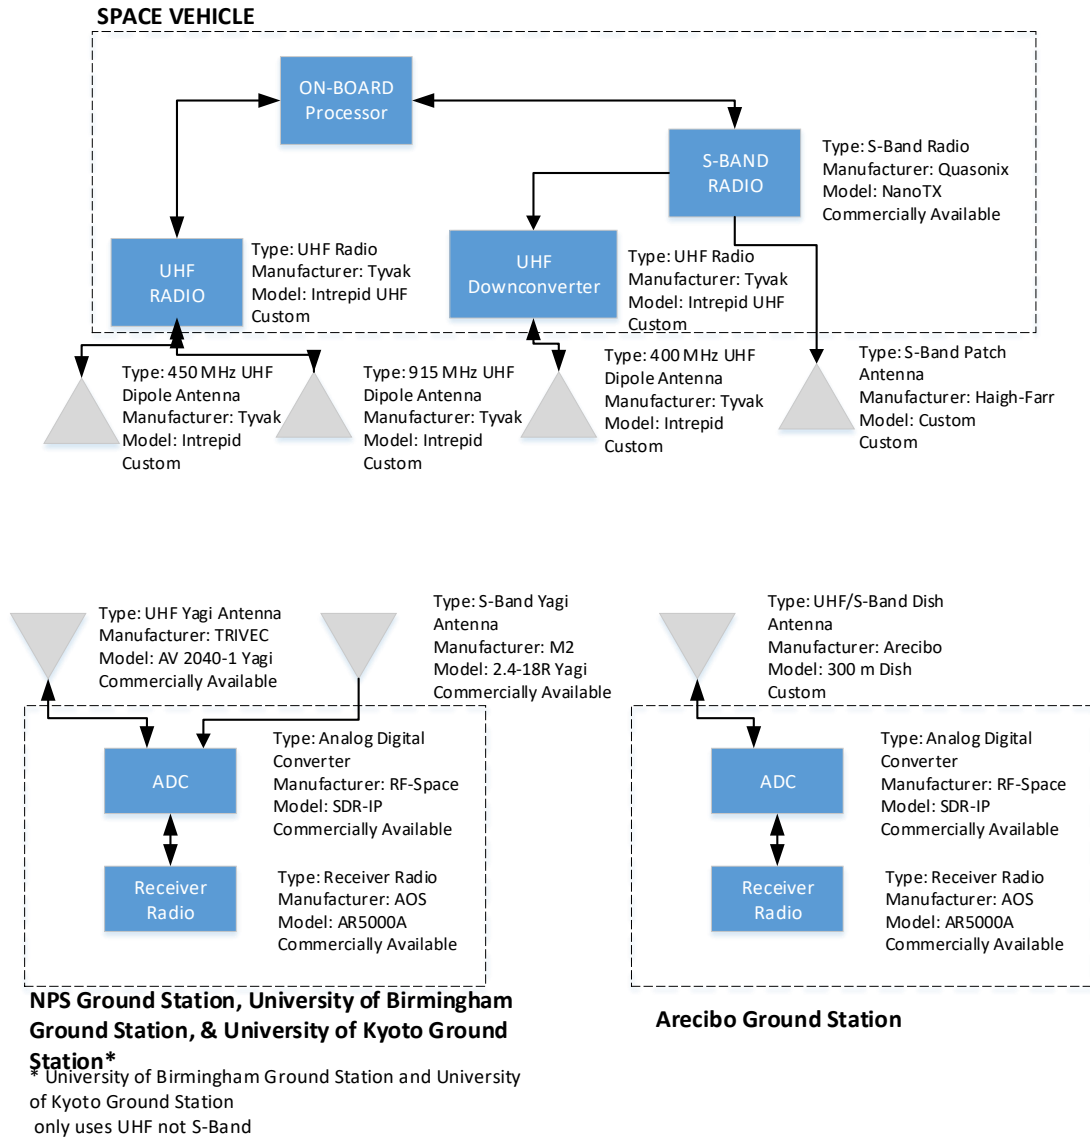 SPACE VEHICLE
ON-BOARD
Processor
S-BAND
RADIO
Type: S-Band Radio
Manufacturer: Quasonix
Model: NanoTX
Commercially Available
UHF
RADIO
Type: UHF Radio
Manufacturer: Tyvak
Model: Intrepid UHF
Custom
UHF
Downconverter
Type: UHF Radio
Manufacturer: Tyvak
Model: Intrepid UHF
Custom
Type: 450 MHz UHF
Dipole Antenna
Manufacturer: Tyvak
Model: Intrepid
Custom
Type: 915 MHz UHF
Dipole Antenna
Manufacturer: Tyvak
Model: Intrepid
Custom
Type: 400 MHz UHF
Dipole Antenna
Manufacturer: Tyvak
Model: Intrepid
Custom
Type: S-Band Patch
Antenna
Manufacturer: Haigh-Farr
Model: Custom
Custom
Type: UHF Yagi Antenna
Manufacturer: TRIVEC
Model: AV 2040-1 Yagi
Commercially Available
Type: S-Band Yagi
Antenna
Manufacturer: M2
Model: 2.4-18R Yagi
Commercially Available
Type: UHF/S-Band Dish
Antenna
Manufacturer: Arecibo
Model: 300 m Dish
Custom
ADC
Type: Analog Digital
Converter
Manufacturer: RF-Space
Model: SDR-IP
Commercially Available
Receiver
Radio
Type: Receiver Radio
Manufacturer: AOS
Model: AR5000A
Commercially Available
ADC
Type: Analog Digital
Converter
Manufacturer: RF-Space
Model: SDR-IP
Commercially Available
Receiver
Radio
Type: Receiver Radio
Manufacturer: AOS
Model: AR5000A
Commercially Available
NPS Ground Station, University of Birmingham
Ground Station, & University of Kyoto Ground
Station*
* University of Birmingham Ground Station and University
of Kyoto Ground Station
only uses UHF not S-Band
Arecibo Ground Station